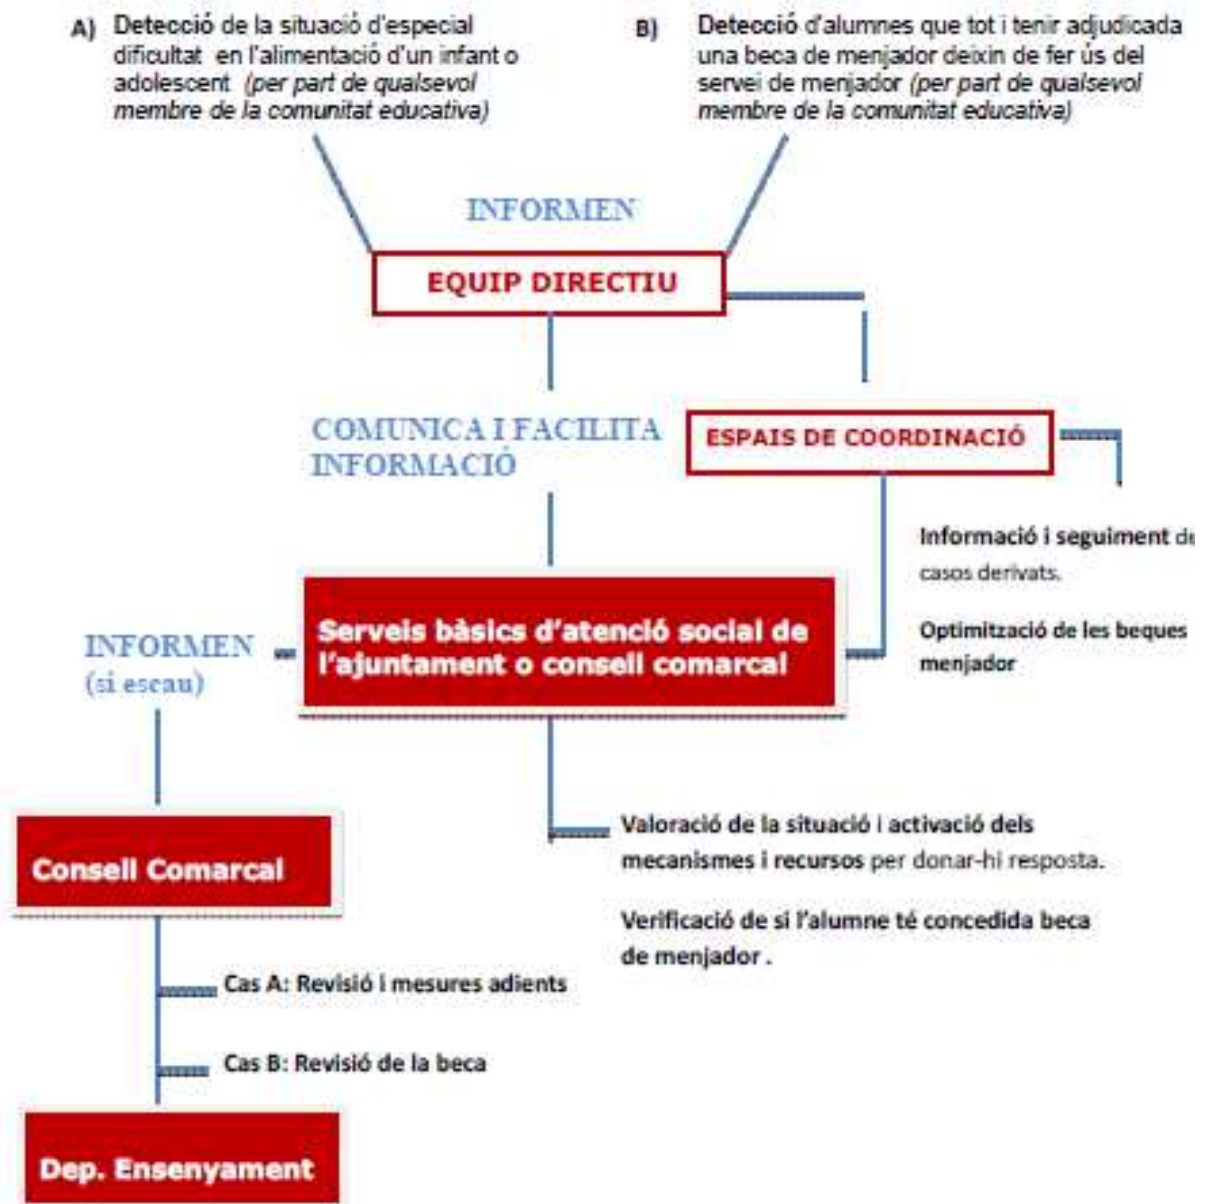 A) Detecció de la situació d'especial
dificultat en l'alimentació d'un infant o
adolescent (per part de qualsevol
membre de la comunitat educativa)
B) Detecció d'alumnes que tot i tenir adjudicada
una beca de menjador deixin de fer ús del
servei de menjador (per part de qualsevol
membre de la comunitat educativa)
INFORMEN
EQUIP DIRECTIU
COMUNICA I FACILITA
INFORMACIÓ
ESPAIS DE COORDINACIÓ
Informació i seguiment de
casos derivats.
Optimització de les beques
menjador
Serveis bàsics d'atenció social de
l'ajuntament o consell comarcal
INFORMEN
(si escau)
Valoració de la situació i activació dels
mecanismes i recursos per donar-hi resposta.
Verificació de si l'alumne té concedida beca
de menjador .
Consell Comarcal
Cas A: Revisió i mesures adients
Cas B: Revisió de la beca
Dep. Ensenyament